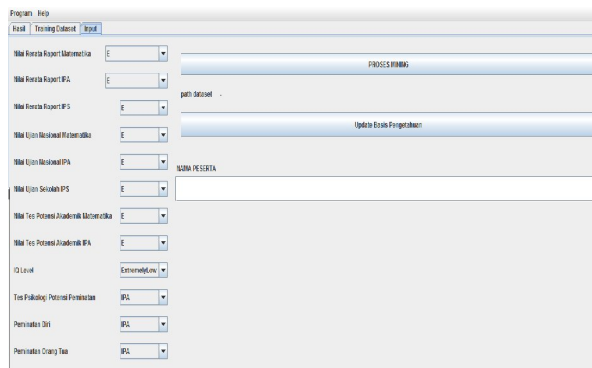 Program Help
Hasil Training Dataset Input
Nilai Rerata Raport Matematika E
PROSES MINING
Nilai Rerata Raport IPA E
path dataset -
Nilai Rerata Raport IPS E
Update Basis Pengetahuan
Nilai Ujian Nasional Matematika E
Nilai Ujian Nasional IPA E
NAMA PESERTA
Nilai Ujian Sekolah IPS E
Nilai Tes Potensi Akademik Matematika E
Nilai Tes Potensi Akademik IPA E
IQ Level ExtremelyLow
Tes Psikologi Potensi Peminatan IPA
Peminatan Diri IPA
Peminatan Orang Tua IPA